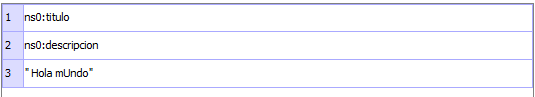 1 ns0:titulo
2 ns0:descripcion
3 "Hola mUndo"